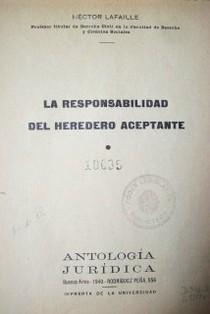 HÉCTOR LAFAILLE
Profesor titular de Derecho Civil en la Facultad de Derecho
y Ciencias Sociales
LA RESPONSABILIDAD
DEL HEREDERO ACEPTANTE
10035
ANTOLOGÍA
JURÍDICA
Buenos Aires - 1940 - RODRÍGUEZ PEÑA, 556
IMPRENTA DE LA UNIVERSIDAD